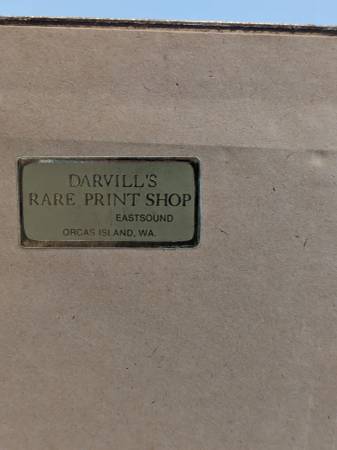 DARVILL'S
RARE PRINT SHOP
EASTSOUND
ORCAS ISLAND, WA.